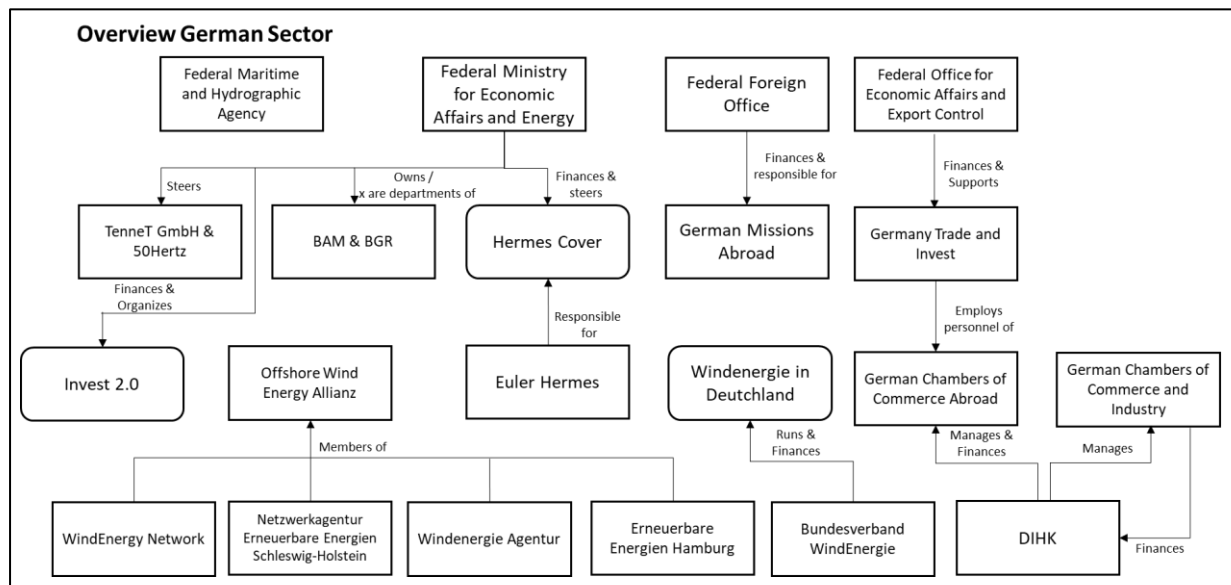 Overview German Sector
Federal Maritime
and Hydrographic
Agency
Federal Ministry
for Economic
Affairs and Energy
Federal Foreign
Office
Federal Office for
Economic Affairs and
Export Control
Steers
Owns /
x are departments of
Finances &
steers
Finances &
responsible for
Finances &
Supports
TenneT GmbH &
50Hertz
BAM & BGR
Hermes Cover
German Missions
Abroad
Germany Trade and
Invest
Finances &
Organizes
Responsible
for
Employs
personnel of
Invest 2.0
Offshore Wind
Energy Allianz
Euler Hermes
Windenergie in
Deutchland
German Chambers of
Commerce Abroad
German Chambers of
Commerce and
Industry
Members of
Runs &
Finances
Manages &
Finances
Manages
WindEnergy Network
Netzwerkagentur
Erneuerbare Energien
Schleswig-Holstein
Windenergie Agentur
Erneuerbare
Energien Hamburg
Bundesverband
WindEnergie
DIHK
Finances